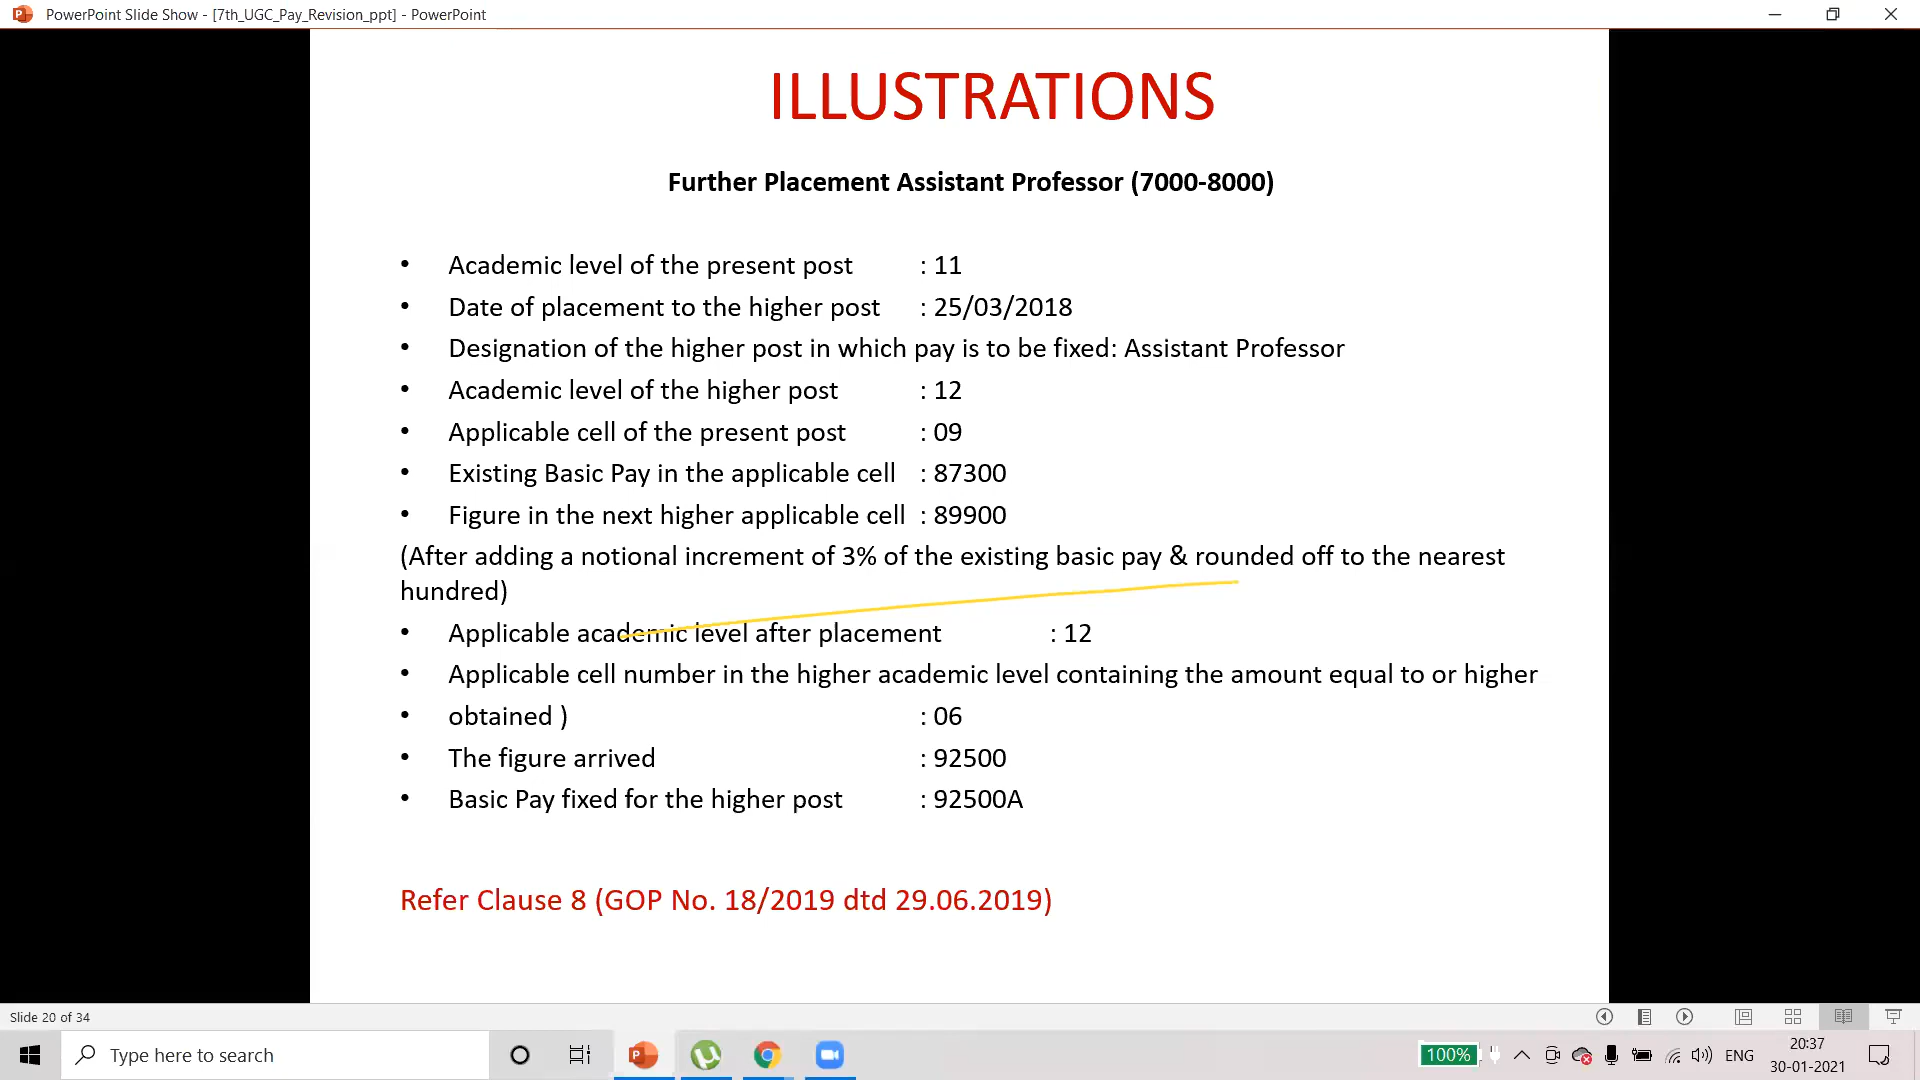 PowerPoint Slide Show - [7th_UGC_Pay_Revision_ppt] - PowerPoint
ILLUSTRATIONS
Further Placement Assistant Professor (7000-8000)
• Academic level of the present post : 11
• Date of placement to the higher post : 25/03/2018
• Designation of the higher post in which pay is to be fixed: Assistant Professor
• Academic level of the higher post : 12
• Applicable cell of the present post : 09
• Existing Basic Pay in the applicable cell : 87300
• Figure in the next higher applicable cell : 89900
(After adding a notional increment of 3% of the existing basic pay & rounded off to the nearest
hundred)
• Applicable academic level after placement : 12
• Applicable cell number in the higher academic level containing the amount equal to or higher
• obtained ) : 06
• The figure arrived : 92500
• Basic Pay fixed for the higher post : 92500A
Refer Clause 8 (GOP No. 18/2019 dtd 29.06.2019)
Slide 20 of 34
Type here to search
100%
ENG
20:37
30-01-2021